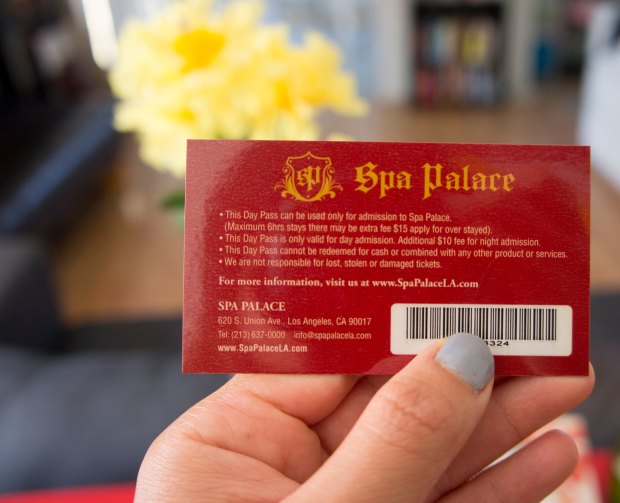 sp Spa Palace
• This Day Pass can be used only for admission to Spa Palace.
(Maximum 6hrs stays there may be extra fee $15 apply for over stayed).
• This Day Pass is only valid for day admission. Additional $10 fee for night admission.
• This Day Pass cannot be redeemed for cash or combined with any other product or services.
• We are not responsible for lost, stolen or damaged tickets.
For more information, visit us at www.SpaPalaceLA.com
SPA PALACE
620 S. Union Ave., Los Angeles, CA 90017
Tel: (213) 637-0000 info@spapalacela.com
www.SpaPalaceLA.com
0324